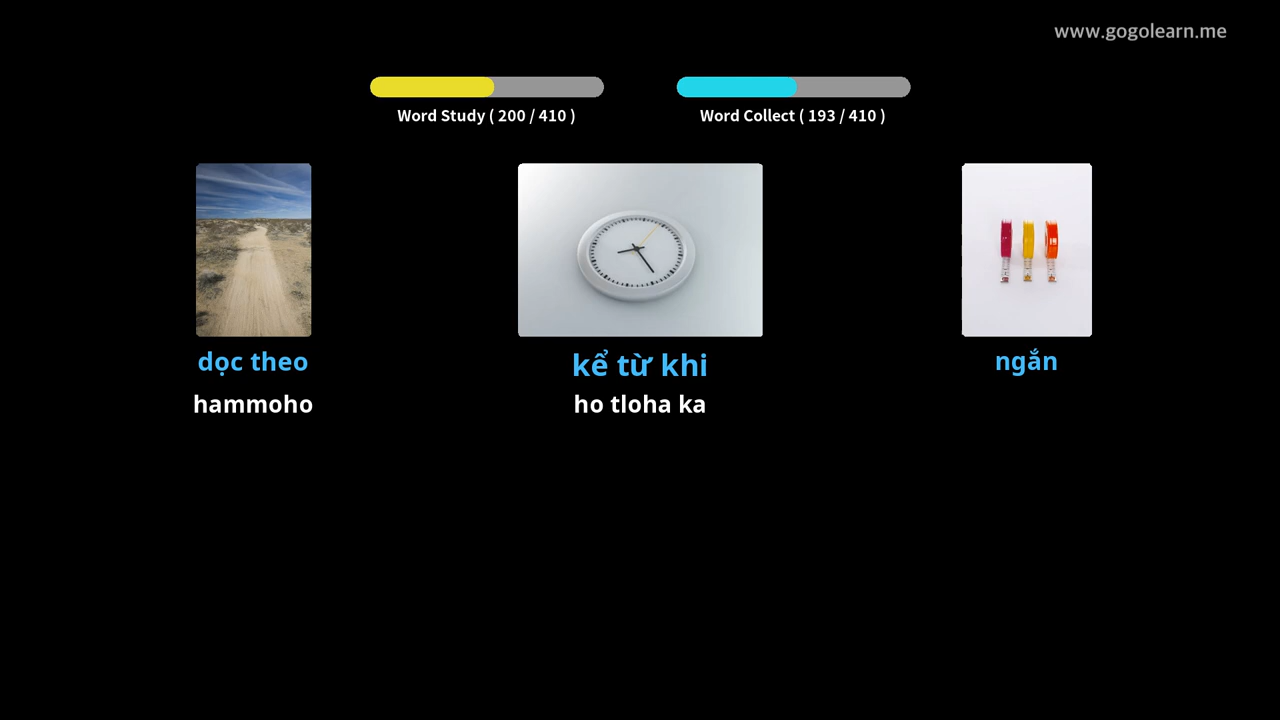 www.gogolearn.me
Word Study ( 200 / 410 )
Word Collect ( 193 / 410 )
dọc theo
hammoho
kể từ khi
ho tloha ka
ngắn